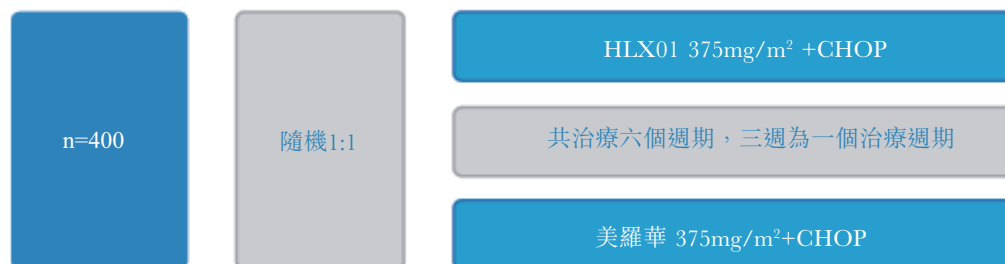 n=400
隨機1:1
HLX01 375mg/m² +CHOP
共治療六個週期，三週為一個治療週期
美羅華 375mg/m²+CHOP